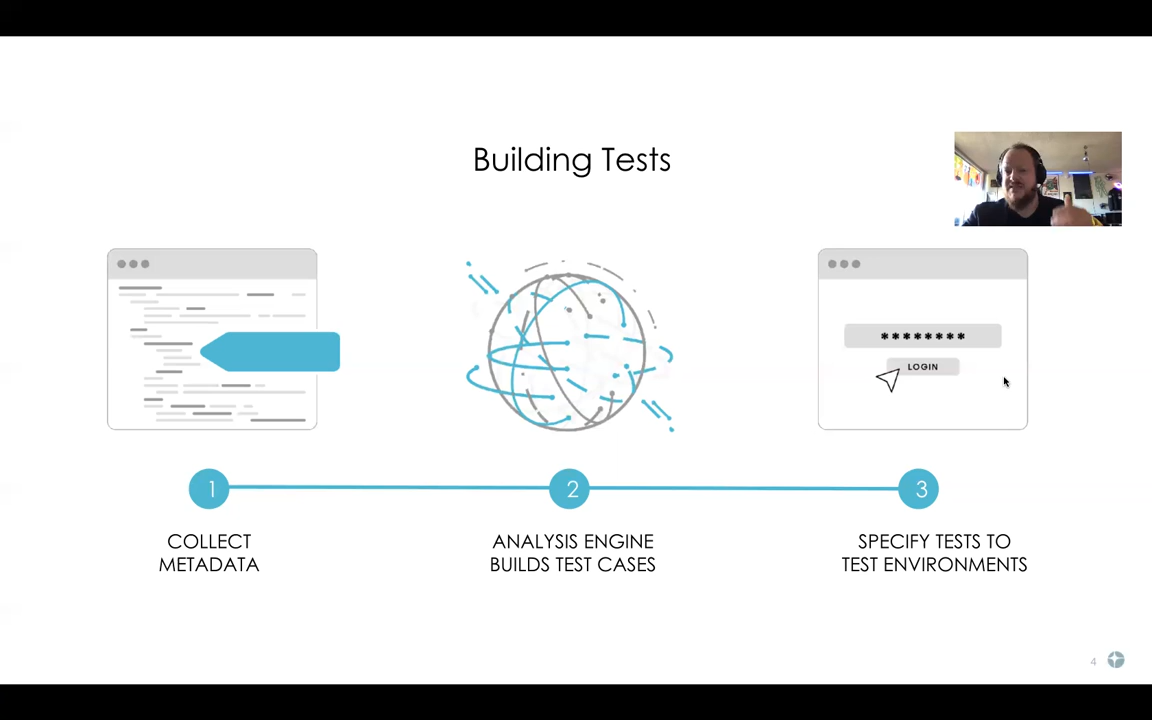 Building Tests
********
LOGIN
1
2
3
COLLECT
METADATA
ANALYSIS ENGINE
BUILDS TEST CASES
SPECIFY TESTS TO
TEST ENVIRONMENTS
4